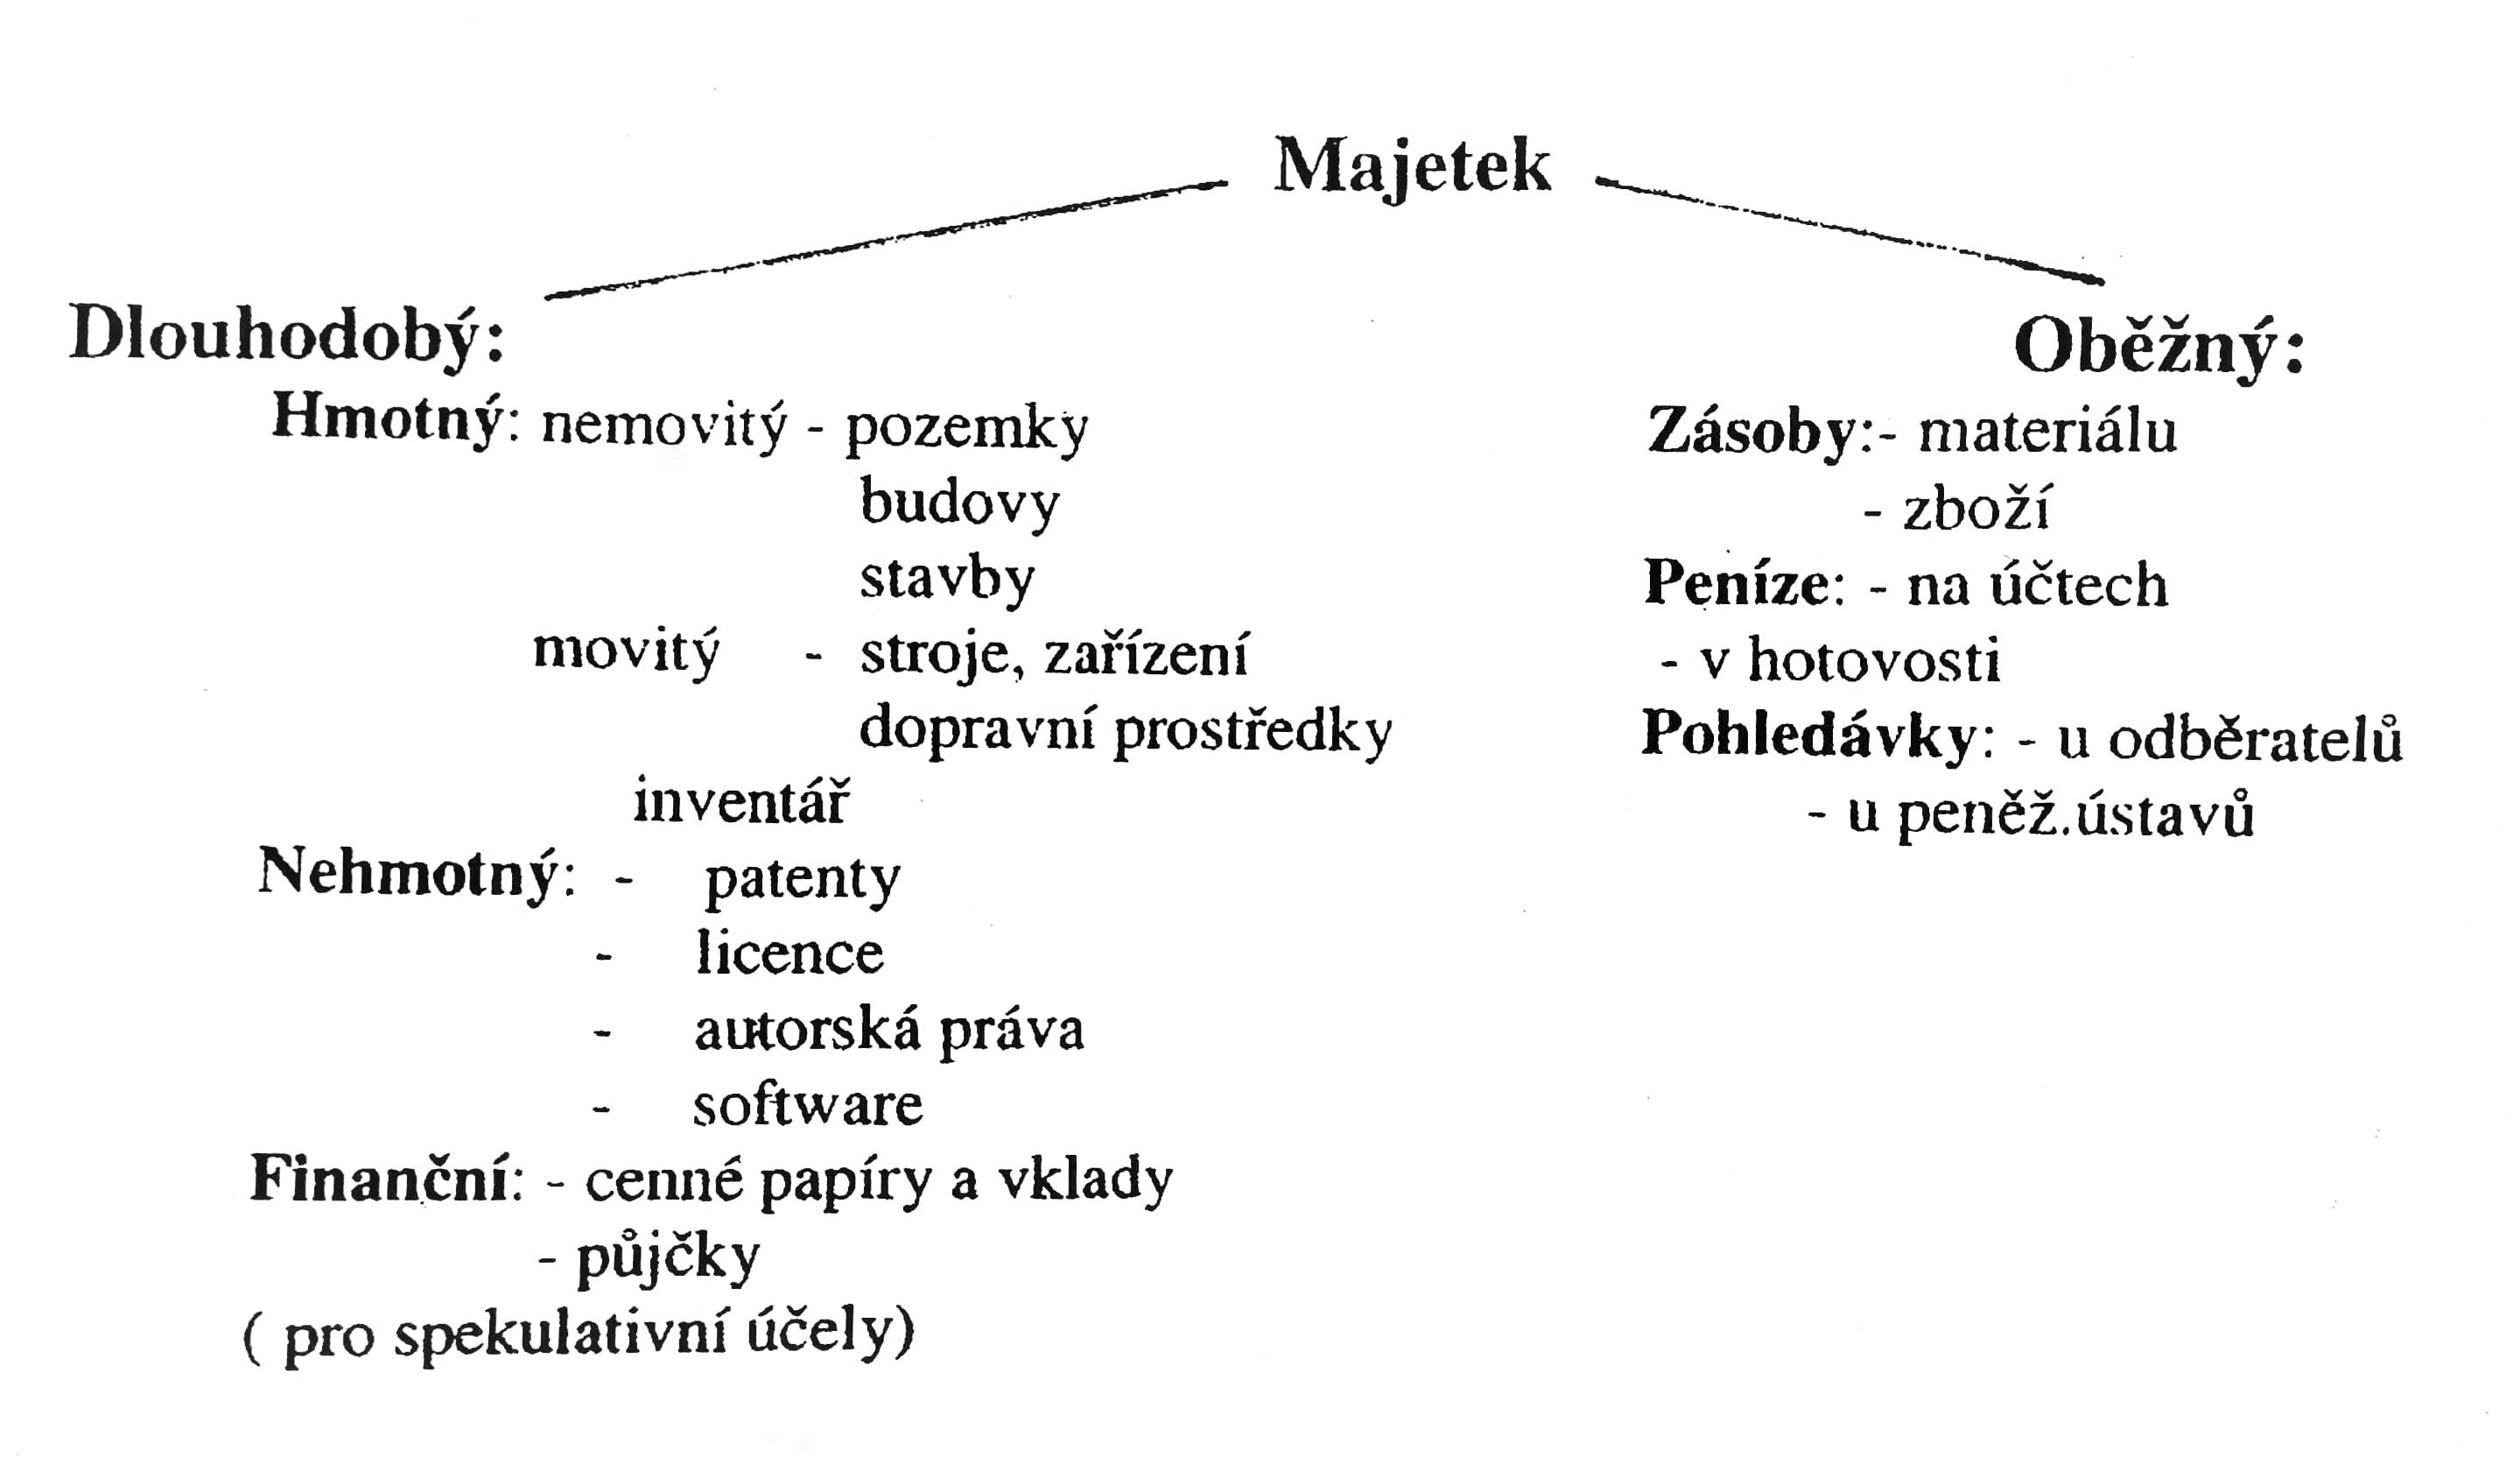 Majetek
Dlouhodobý:
Hmotný: nemovitý - pozemky
budovy
stavby
movitý - stroje, zařízení
dopravní prostředky
inventář
Nehmotný: - patenty
- licence
- autorská práva
- software
Finanční: - cenné papíry a vklady
- půjčky
( pro spekulativní účely)
Oběžný:
Zásoby:- materiálu
- zboží
Peníze: - na účtech
- v hotovosti
Pohledávky: - u odběratelů
- u peněž.ústavů